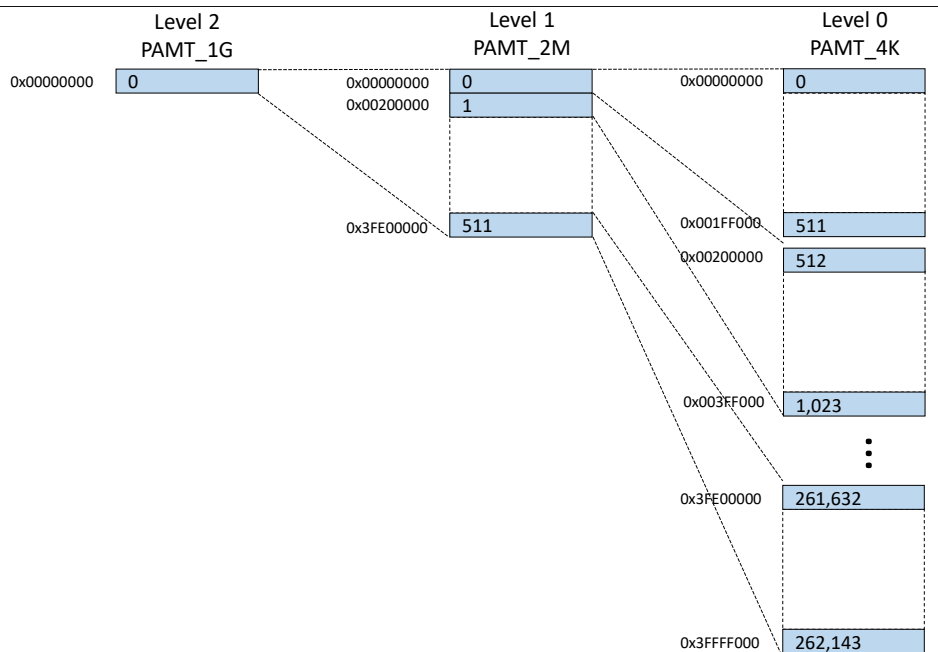 Level 2
PAMT_1G
Level 1
PAMT_2M
Level 0
PAMT_4K
0x00000000 0
0x00000000 0
0x00200000 1
0x3FE00000 511
0x00000000 0
0x001FF000 511
0x00200000 512
0x003FF000 1,023
0x3FE00000 261,632
0x3FFFF000 262,143